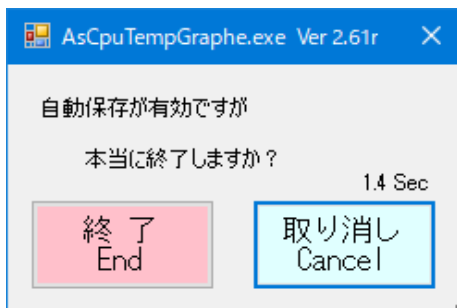 AsCpuTempGraphe.exe Ver 2.61r
自動保存が有効ですが
本当に終了しますか？
1.4 Sec
終 了
End
取り消し
Cancel